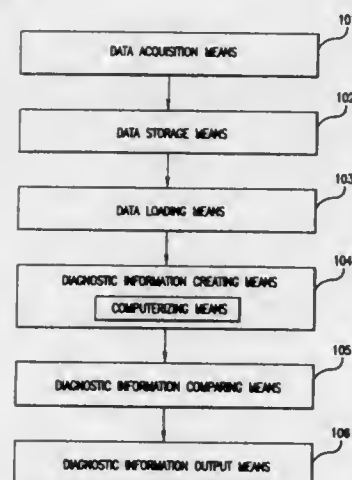 101
DATA ACQUISITION MEANS
102
DATA STORAGE MEANS
103
DATA LOADING MEANS
104
DIAGNOSTIC INFORMATION CREATING MEANS
COMPUTERIZING MEANS
105
DIAGNOSTIC INFORMATION COMPARING MEANS
106
DIAGNOSTIC INFORMATION OUTPUT MEANS